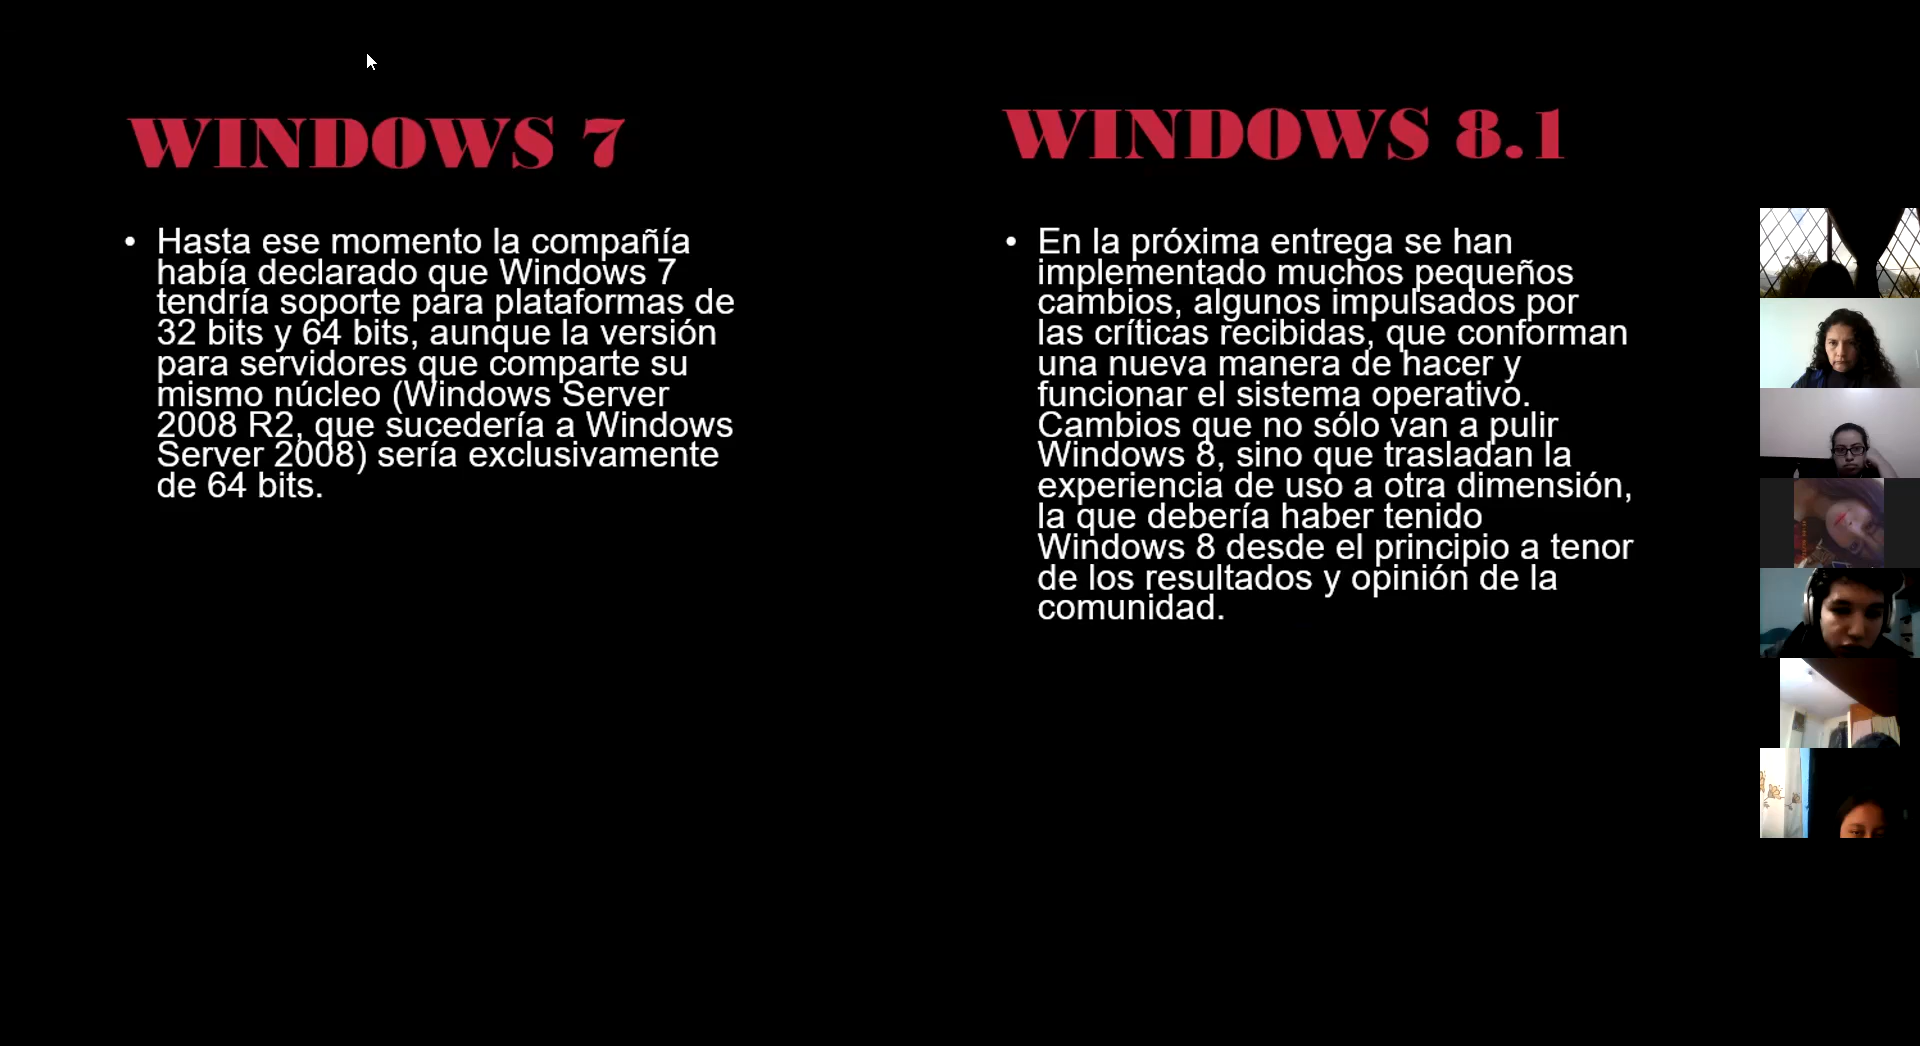 WINDOWS 7
• Hasta ese momento la compañía
había declarado que Windows 7
tendría soporte para plataformas de
32 bits y 64 bits, aunque la versión
para servidores que comparte su
mismo núcleo (Windows Server
2008 R2, que sucedería a Windows
Server 2008) sería exclusivamente
de 64 bits.
WINDOWS 8.1
• En la próxima entrega se han
implementado muchos pequeños
cambios, algunos impulsados por
las críticas recibidas, que conforman
una nueva manera de hacer y
funcionar el sistema operativo.
Cambios que no sólo van a pulir
Windows 8, sino que trasladan la
experiencia de uso a otra dimensión,
la que debería haber tenido
Windows 8 desde el principio a tenor
de los resultados y opinión de la
comunidad.